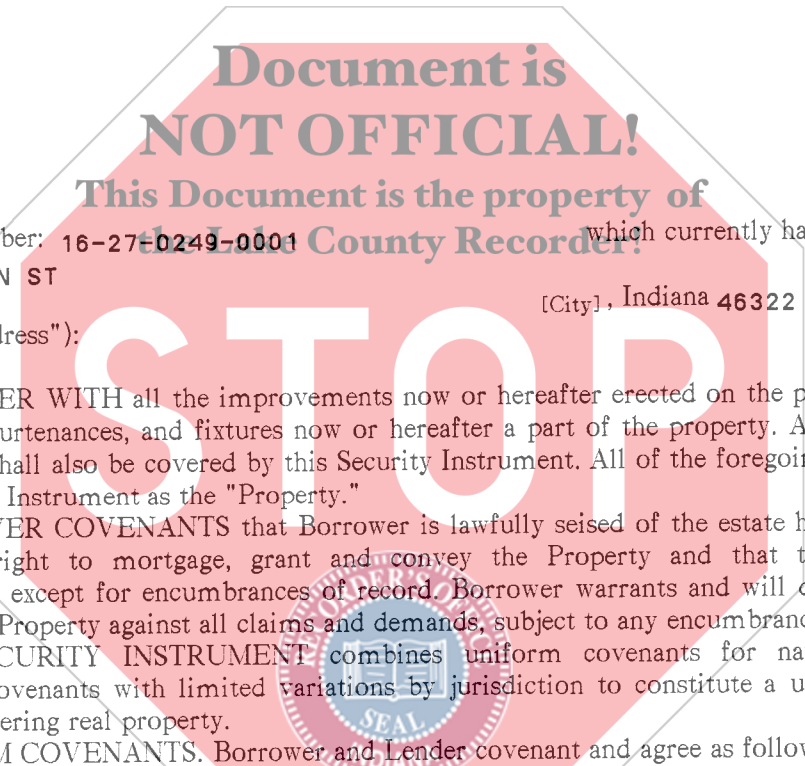 Document is
NOT OFFICIAL!
This Document is the property of
the Lake County Recorder!
ber: 16-27-0249-0001 which currently ha
N ST
[City], Indiana 46322
dress"):
STOP
ER WITH all the improvements now or hereafter erected on the p
urtenances, and fixtures now or hereafter a part of the property. A
hall also be covered by this Security Instrument. All of the foregoin
Instrument as the "Property."
ER COVENANTS that Borrower is lawfully seised of the estate h
ight to mortgage, grant and convey the Property and that t
except for encumbrances of record. Borrower warrants and will d
Property against all claims and demands, subject to any encumbranc
CURITY INSTRUMENT combines uniform covenants for na
ovenants with limited variations by jurisdiction to constitute a u
ering real property.
SEAL
M COVENANTS. Borrower and Lender covenant and agree as follow